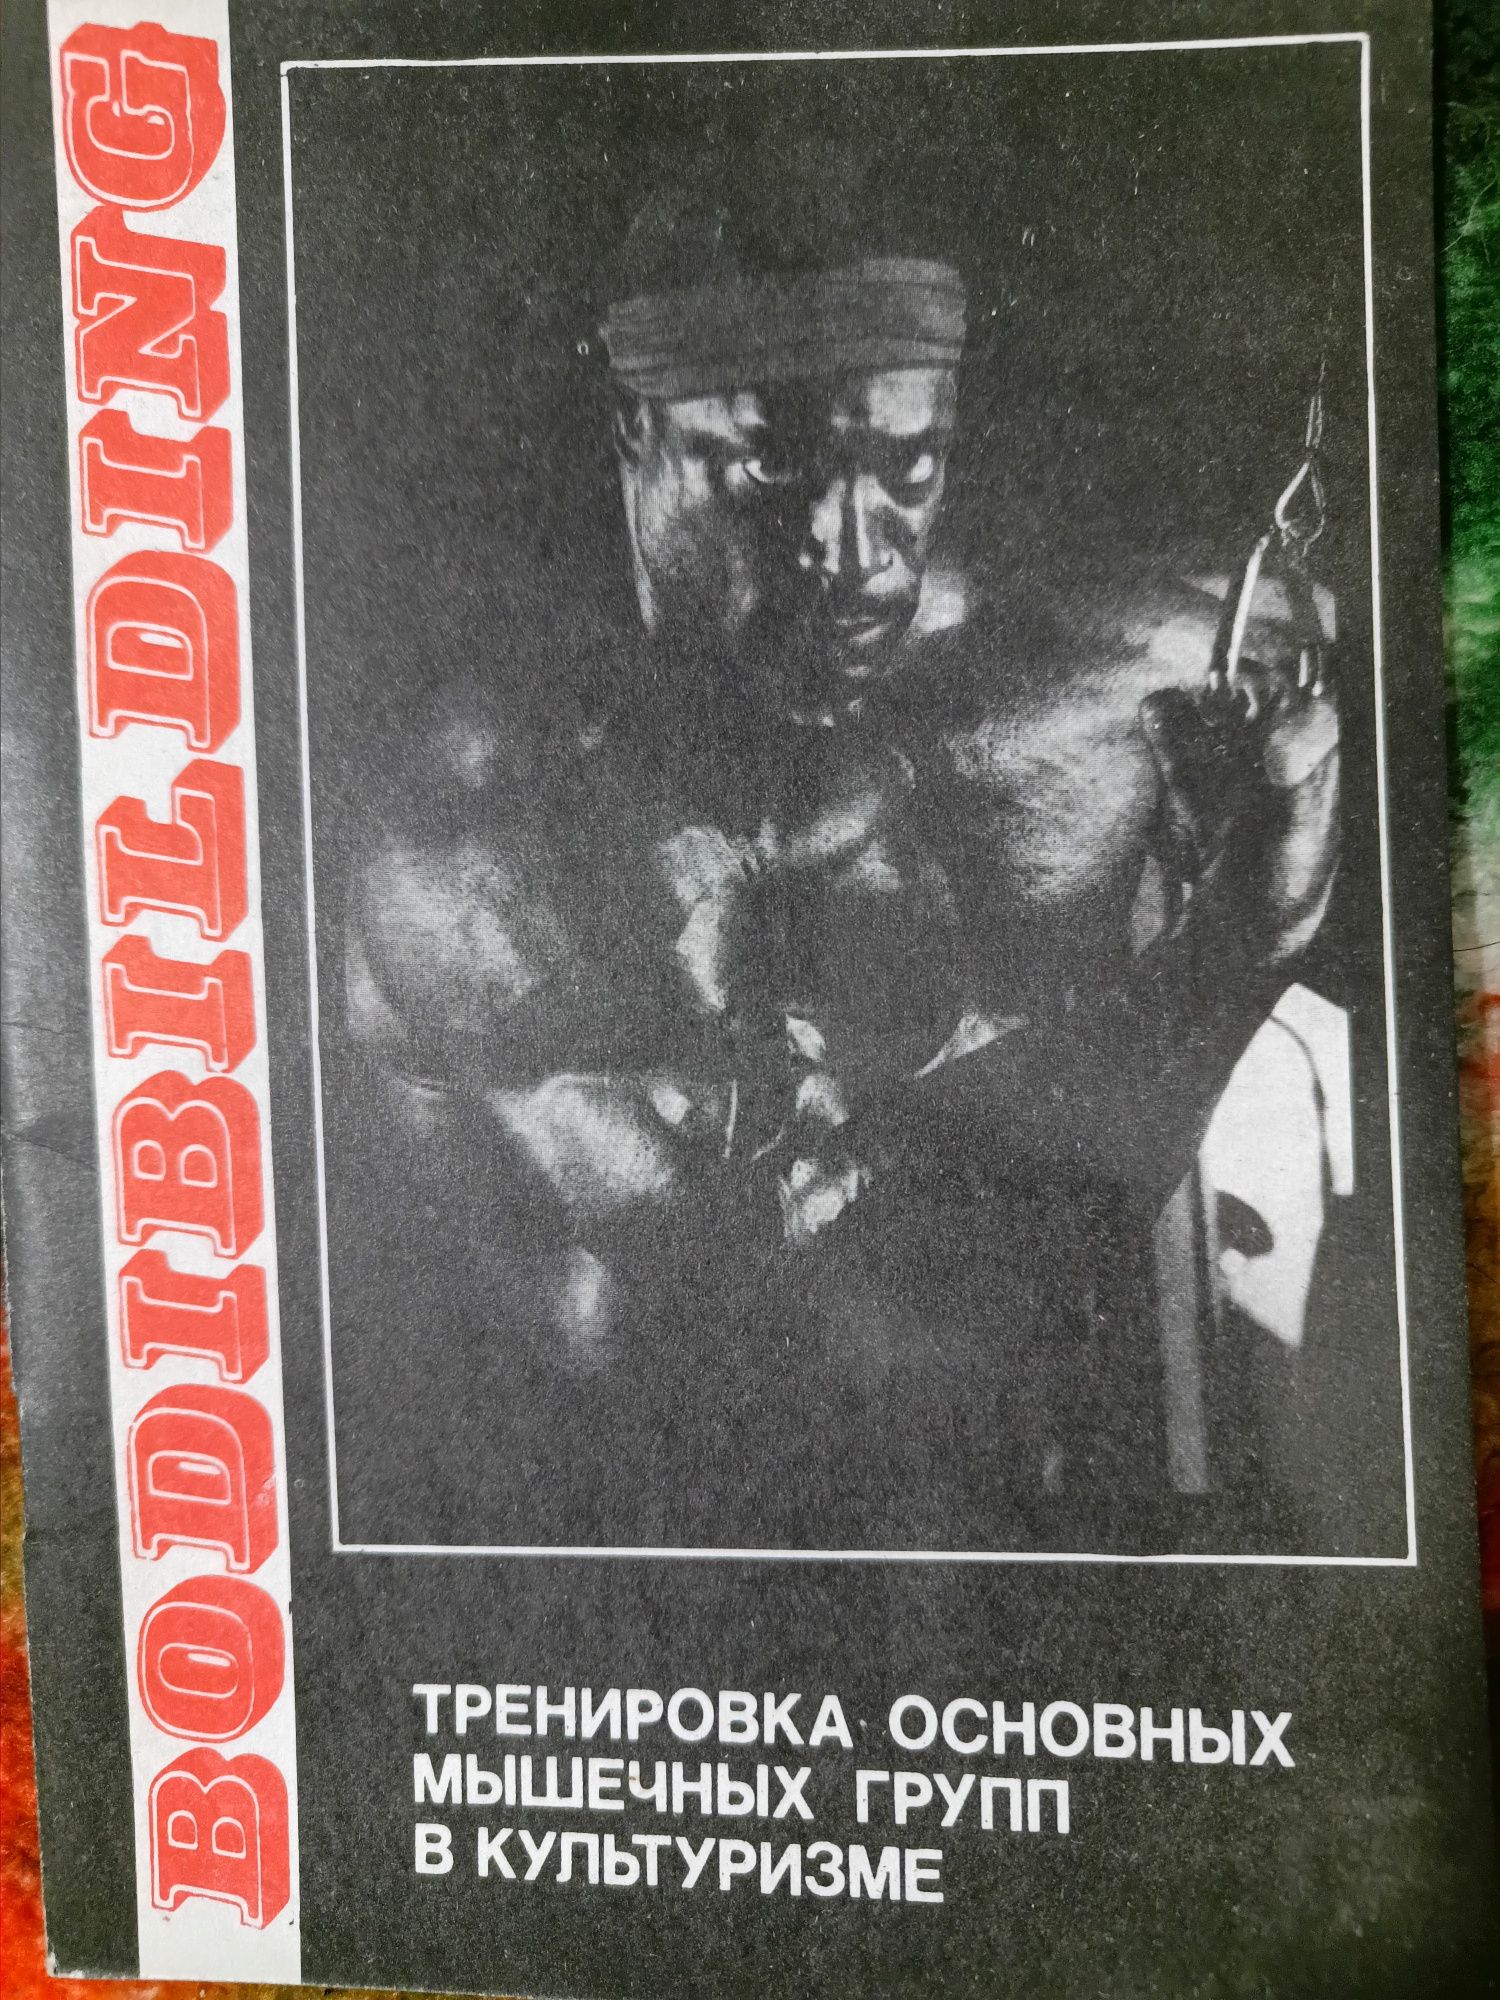 BODIBILDING
ТРЕНИРОВКА ОСНОВНЫХ
МЫШЕЧНЫХ ГРУПП
В КУЛЬТУРИЗМЕ